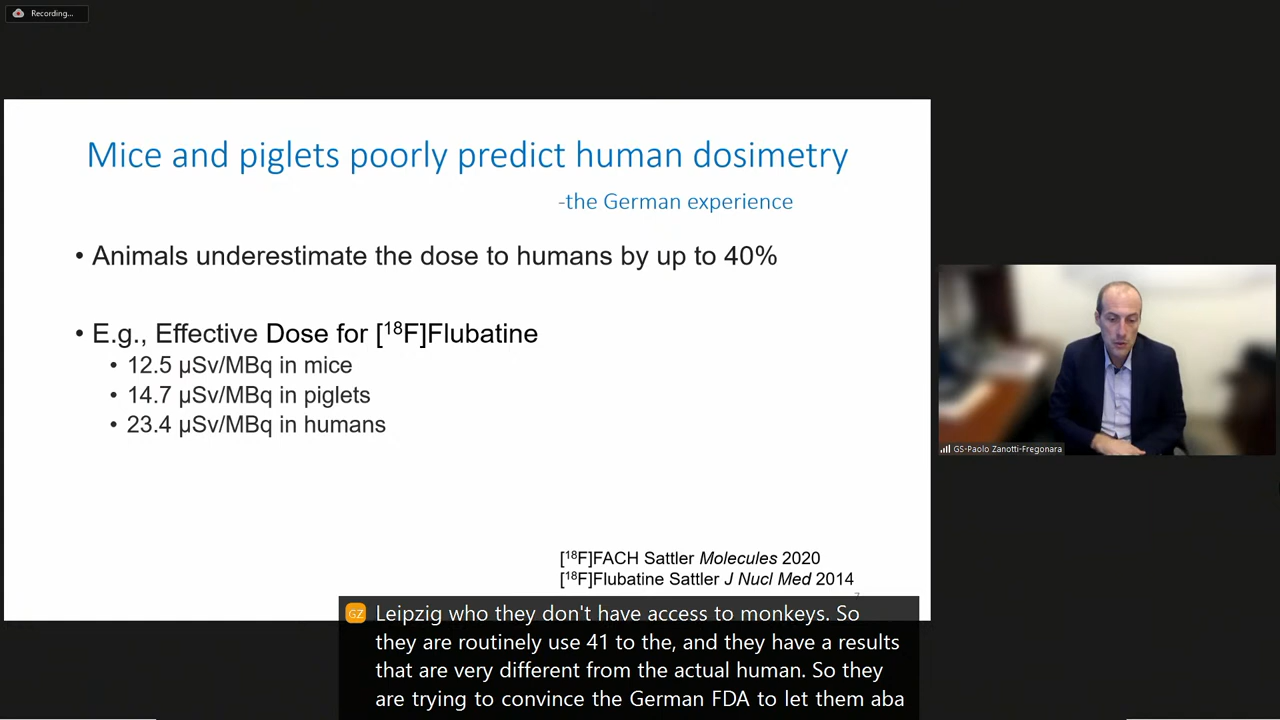 Recording...
Mice and piglets poorly predict human dosimetry
-the German experience
• Animals underestimate the dose to humans by up to 40%
• E.g., Effective Dose for [¹⁸F]Flubatine
• 12.5 µSv/MBq in mice
• 14.7 µSv/MBq in piglets
• 23.4 µSv/MBq in humans
GS-Paolo Zanotti-Fregonara
[¹⁸F]FACH Sattler Molecules 2020
[¹⁸F]Flubatine Sattler J Nucl Med 2014
GZ
Leipzig who they don't have access to monkeys. So
they are routinely use 41 to the, and they have a results
that are very different from the actual human. So they
are trying to convince the German FDA to let them aba